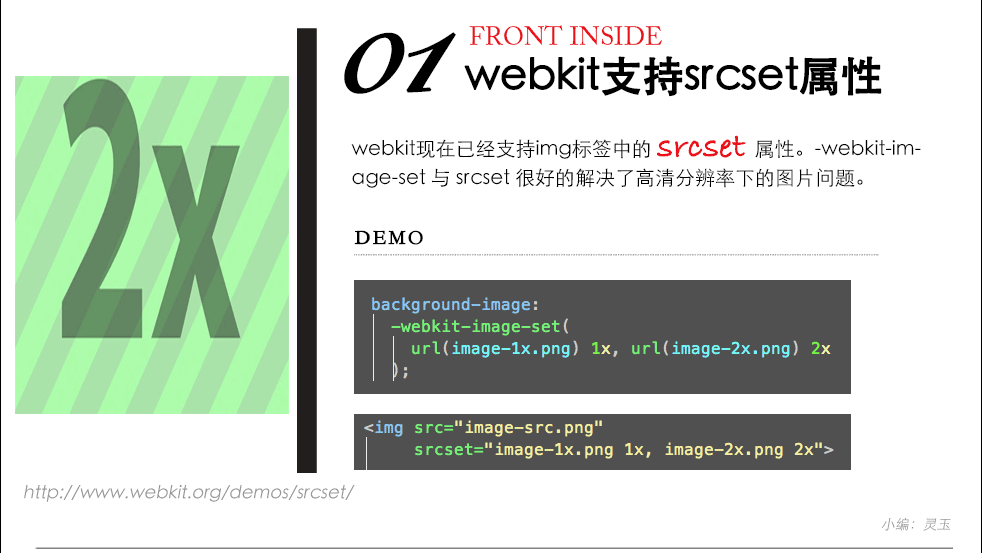 2x
01
FRONT INSIDE
webkit支持srcset属性
webkit现在已经支持img标签中的 srcset 属性。-webkit-im-
age-set 与 srcset 很好的解决了高清分辨率下的图片问题。
DEMO
background-image:
-webkit-image-set(
url(image-1x.png) 1x, url(image-2x.png) 2x
);
<img src="image-src.png"
srcset="image-1x.png 1x, image-2x.png 2x">
http://www.webkit.org/demos/srcset/
小编：灵玉